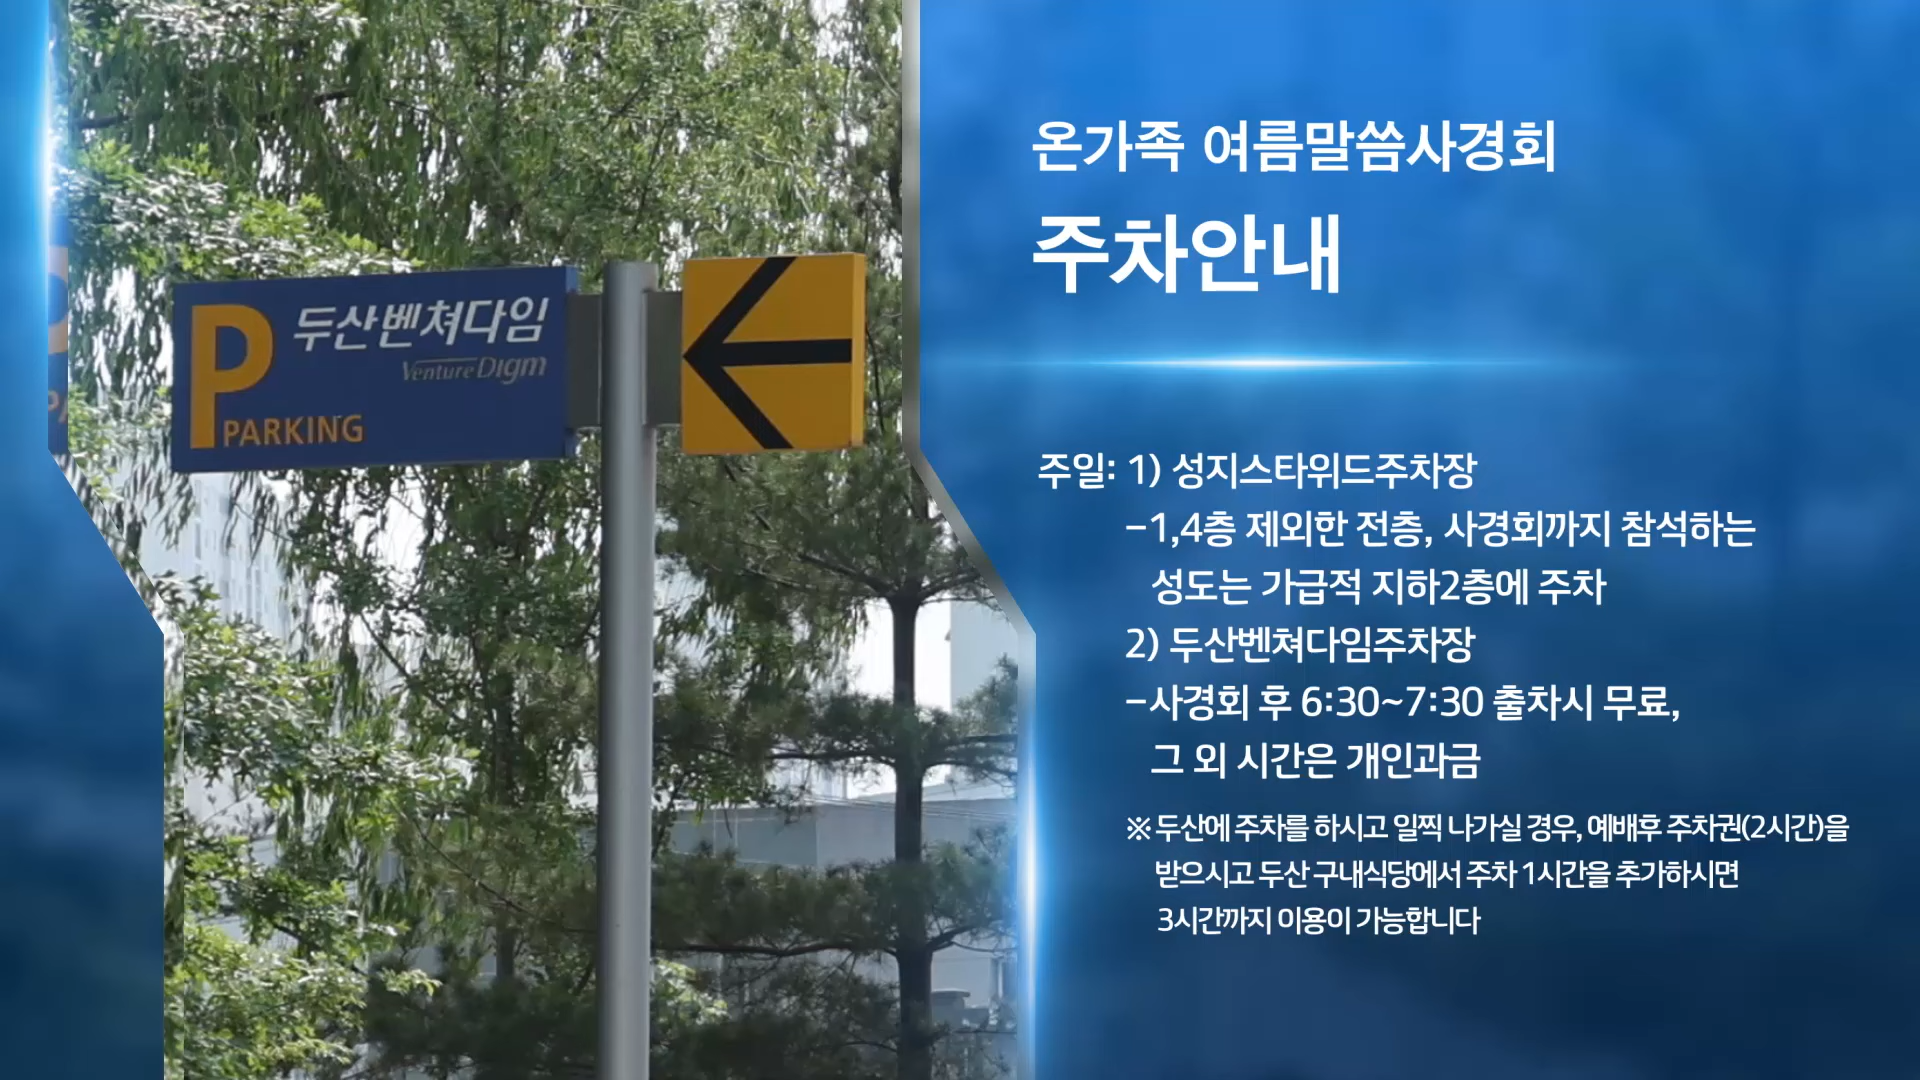 P
두산벤쳐다임
VentureDigm
PARKING
온가족 여름말씀사경회
주차안내
주일: 1) 성지스타위드주차장
-1,4층 제외한 전층, 사경회까지 참석하는
성도는 가급적 지하2층에 주차
2) 두산벤쳐다임주차장
-사경회 후 6:30~7:30 출차시 무료,
그 외 시간은 개인과금
※ 두산에 주차를 하시고 일찍 나가실 경우, 예배후 주차권(2시간)을
받으시고 두산 구내식당에서 주차 1시간을 추가하시면
3시간까지 이용이 가능합니다